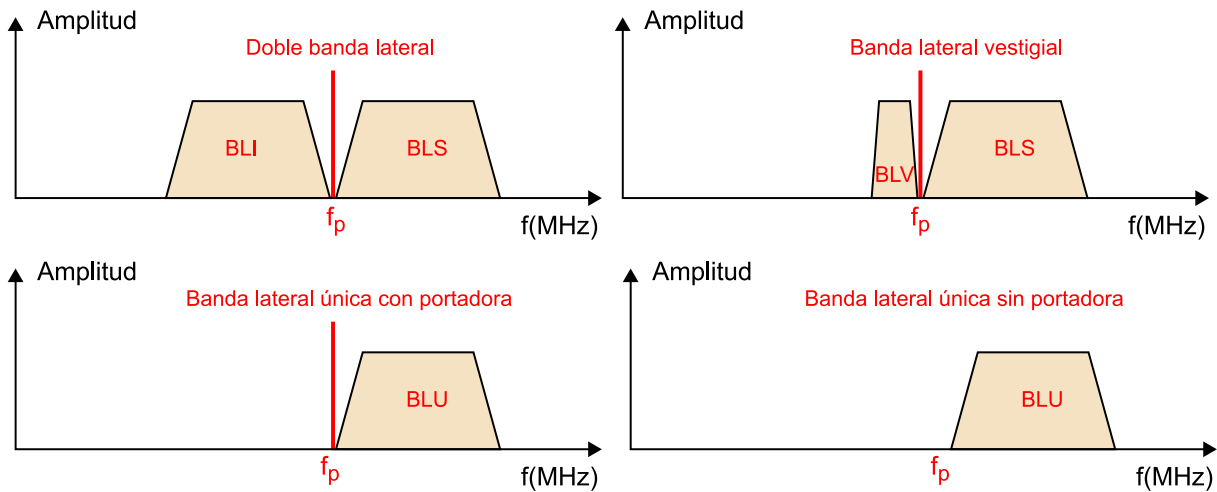 Amplitud
Doble banda lateral
BLI
BLS
fp
f(MHz)
Amplitud
Banda lateral vestigial
BLV
BLS
fp
f(MHz)
Amplitud
Banda lateral única con portadora
BLU
fp
f(MHz)
Amplitud
Banda lateral única sin portadora
BLU
fp
f(MHz)